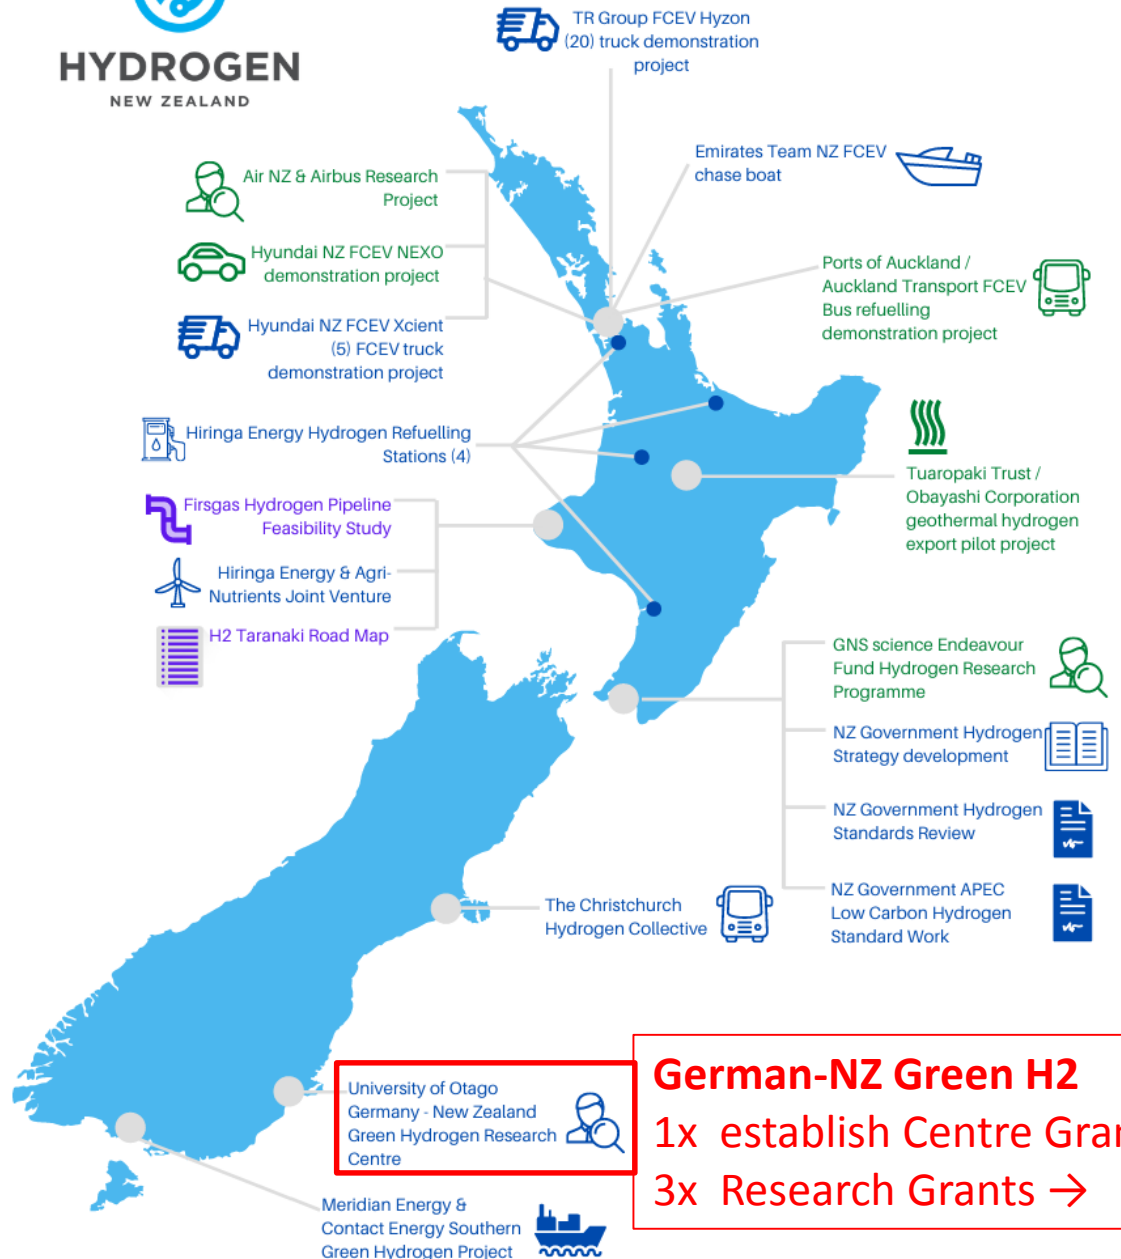 HYDROGEN
NEW ZEALAND
TR Group FCEV Hyzon
(20) truck demonstration
project
Emirates Team NZ FCEV
chase boat
Air NZ & Airbus Research
Project
Hyundai NZ FCEV NEXO
demonstration project
Hyundai NZ FCEV Xcient
(5) FCEV truck
demonstration project
Ports of Auckland /
Auckland Transport FCEV
Bus refuelling
demonstration project
Hiringa Energy Hydrogen Refuelling
Stations (4)
Tuaropaki Trust /
Obayashi Corporation
geothermal hydrogen
export pilot project
Firsgas Hydrogen Pipeline
Feasibility Study
Hiringa Energy & Agri-
Nutrients Joint Venture
H2 Taranaki Road Map
GNS science Endeavour
Fund Hydrogen Research
Programme
NZ Government Hydrogen
Strategy development
NZ Government Hydrogen
Standards Review
NZ Government APEC
Low Carbon Hydrogen
Standard Work
The Christchurch
Hydrogen Collective
University of Otago
Germany - New Zealand
Green Hydrogen Research
Centre
German-NZ Green H2
1x establish Centre Gran
3x Research Grants →
Meridian Energy &
Contact Energy Southern
Green Hydrogen Project